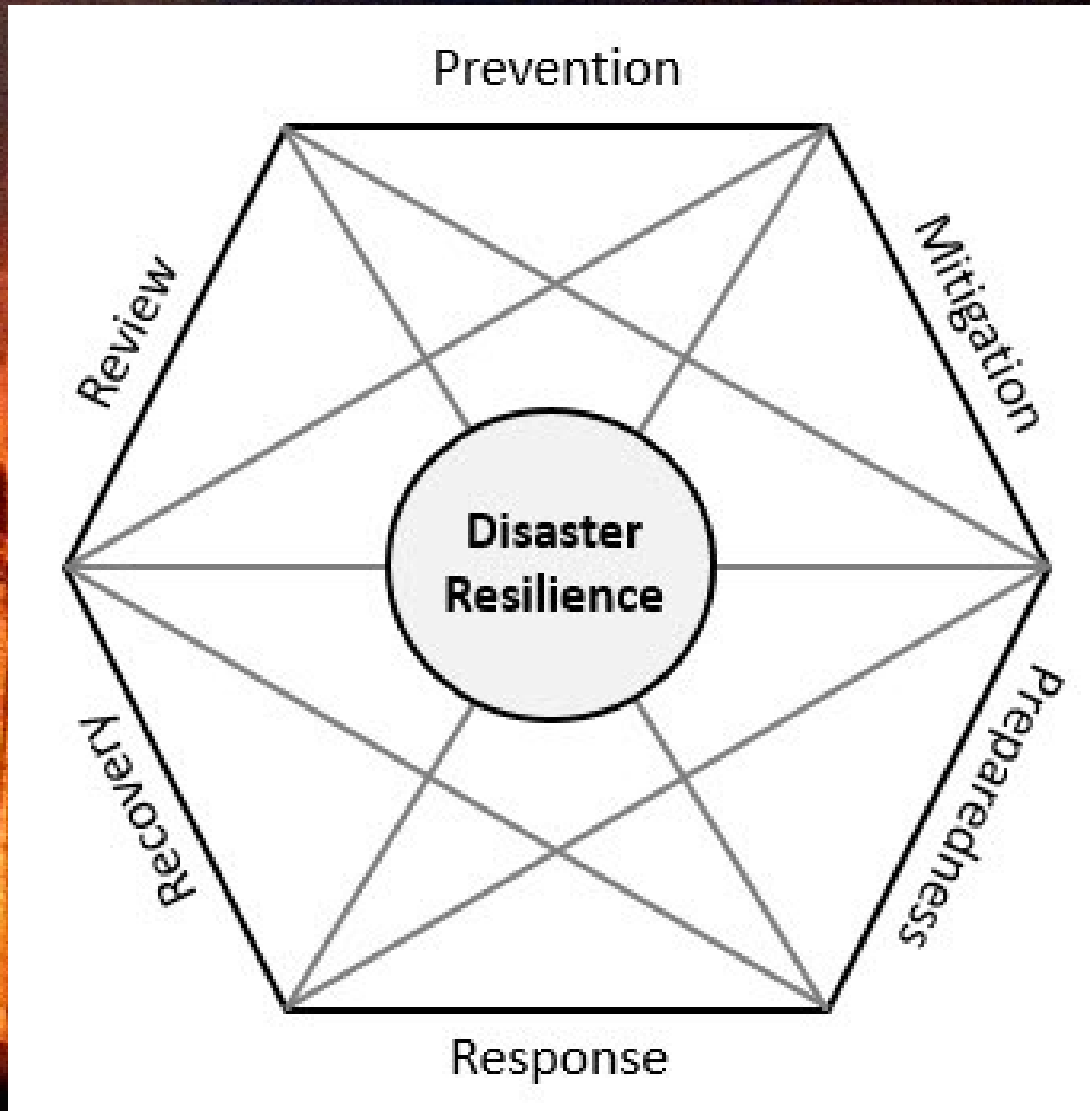 Prevention
Mitigation
Preparedness
Response
Recovery
Review
Disaster
Resilience